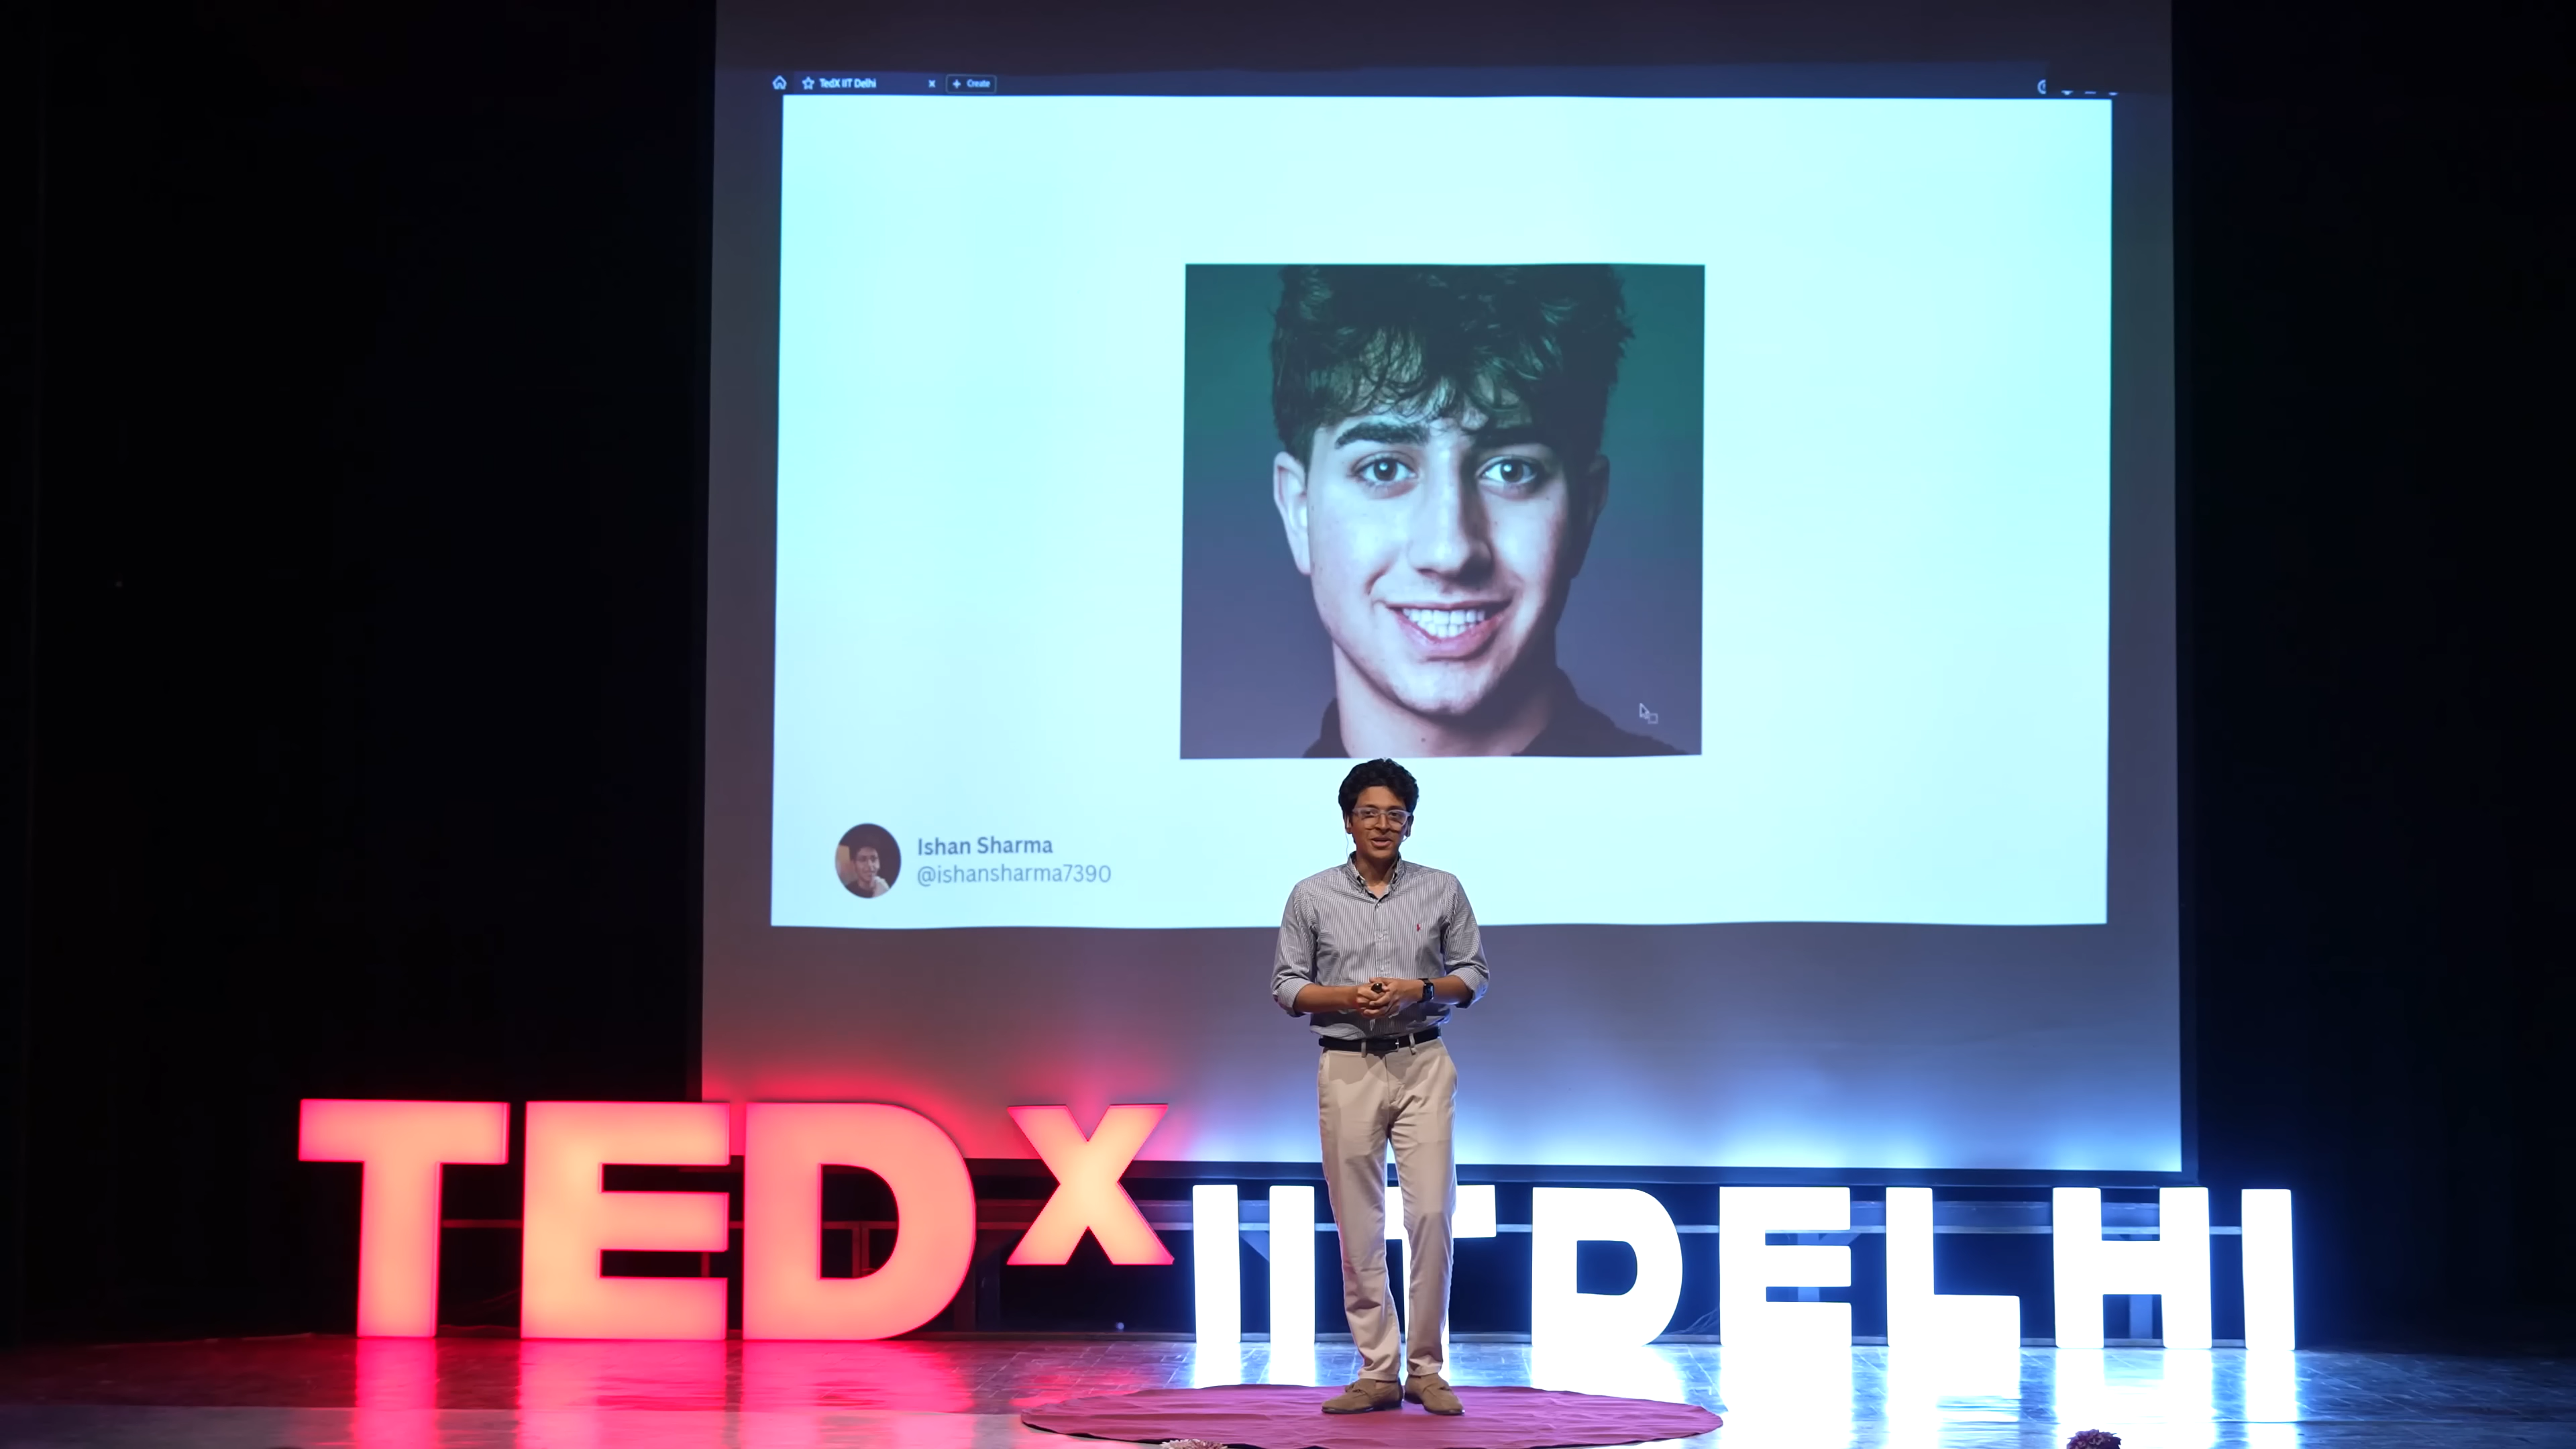 TedX IIT Delhi
+ Create
Ishan Sharma
@ishansharma7390
TEDx
IIT DELHI